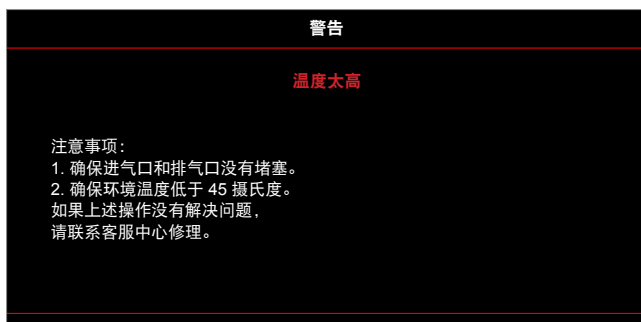 警告
温度太高
注意事项：
1. 确保进气口和排气口没有堵塞。
2. 确保环境温度低于 45 摄氏度。
如果上述操作没有解决问题，
请联系客服中心修理。